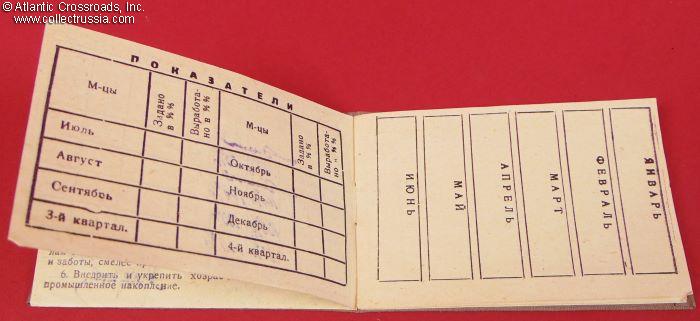 © Atlantic Crossroads, Inc.
www.collectrussia.com
ПОКАЗАТЕЛИ
М-цы Задано в %% Выработано в %% М-цы Задано в %% Выработано в %%
Июль Октябрь
Август Ноябрь
Сентябрь Декабрь
3-й квартал. 4-й квартал.
и заботы, смелее
6. Внедрить и укрепить хозрас
промышленное накопление.
ЯНВАРЬ
ФЕВРАЛЬ
МАРТ
АПРЕЛЬ
МАЙ
ИЮНЬ